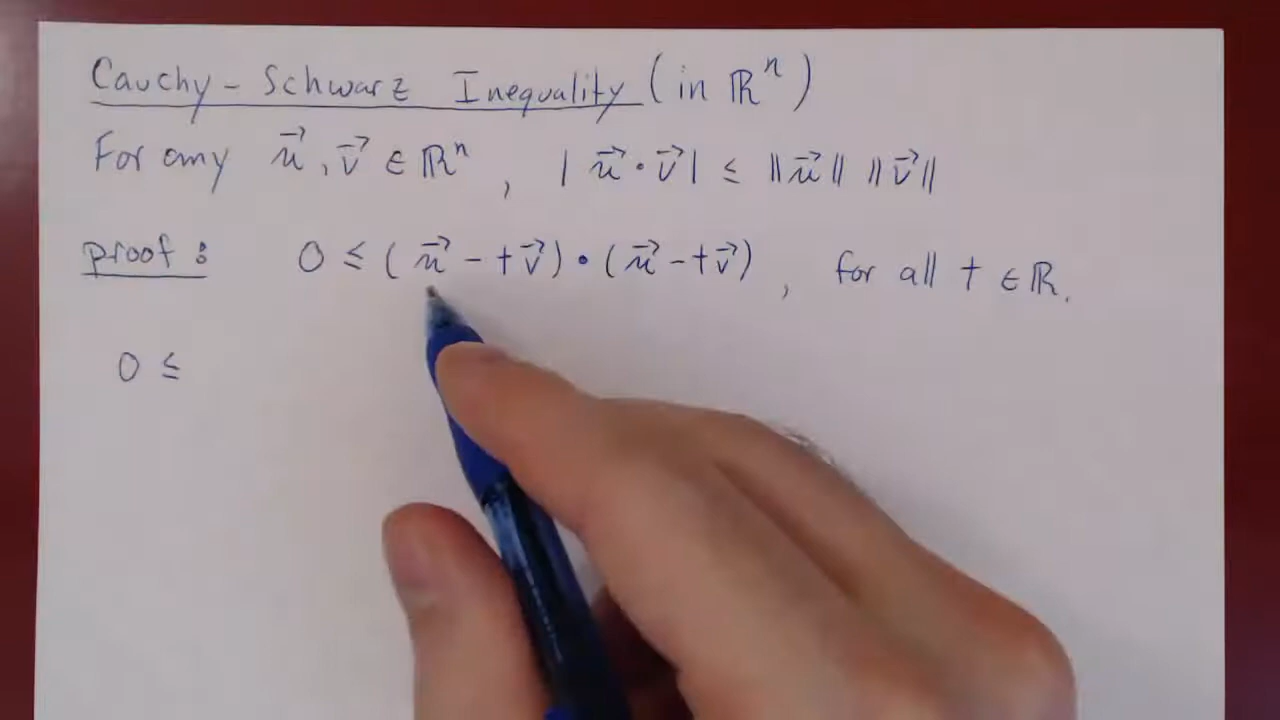 Cauchy - Schwarz Inequality (in ℝⁿ)
For any u⃗, v⃗ ∈ ℝⁿ, |u⃗ · v⃗| ≤ ‖u⃗‖ ‖v⃗‖
proof: 0 ≤ (u⃗ - tv⃗) · (u⃗ - tv⃗), for all t ∈ ℝ.
0 ≤